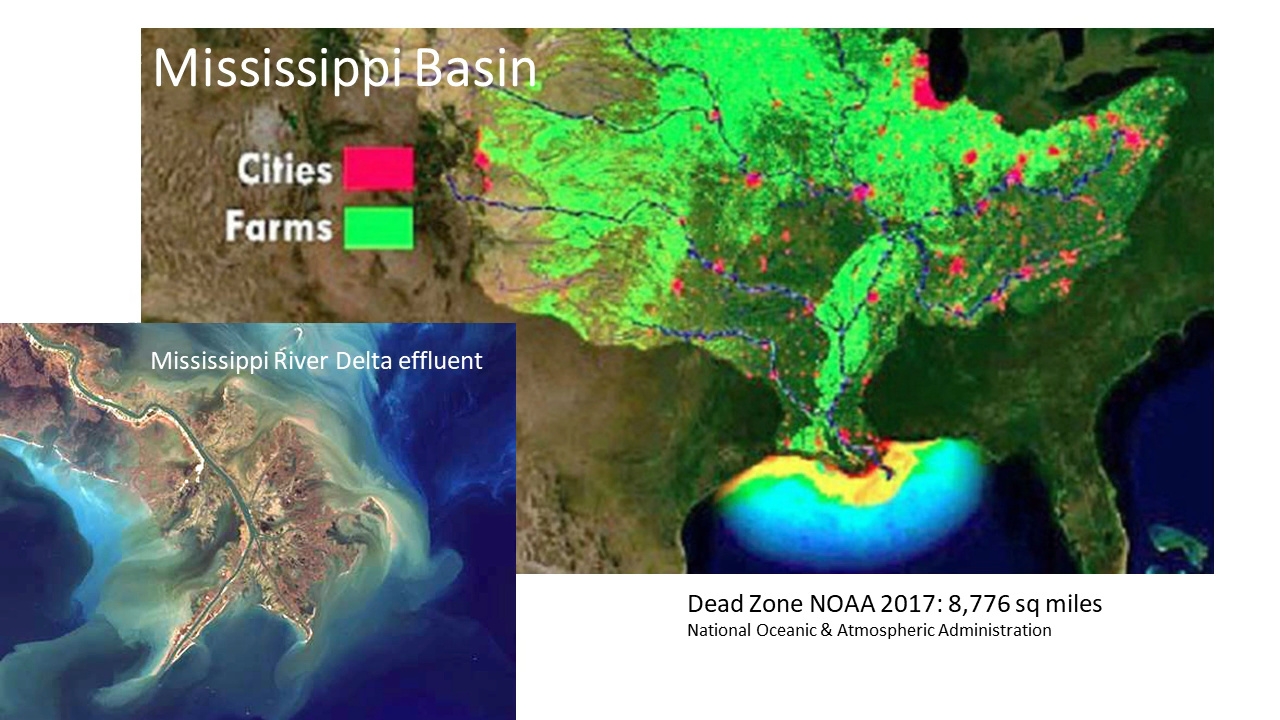 Mississippi Basin
Cities
Farms
?
Mississippi River Delta effluent
Dead Zone NOAA 2017: 8,776 sq miles
National Oceanic & Atmospheric Administration